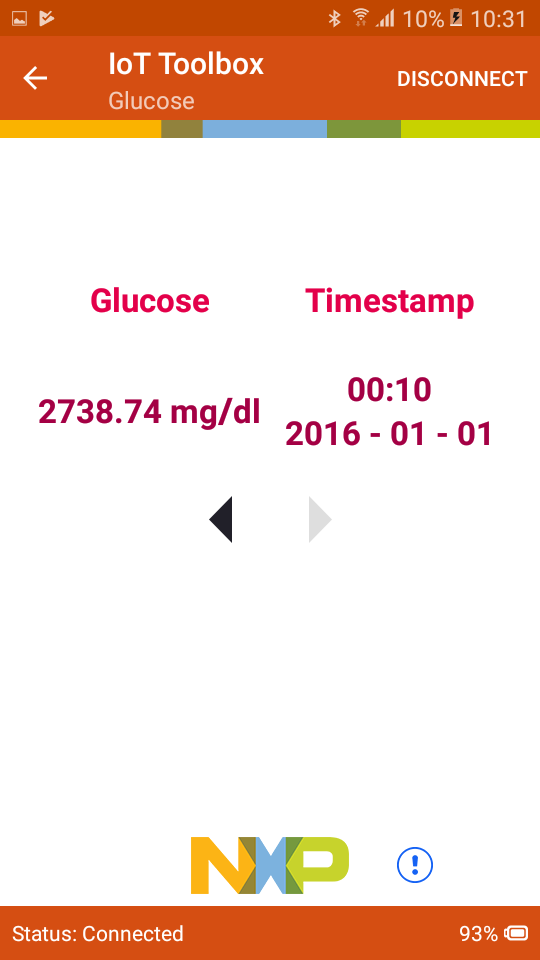 10% 10:31
IoT Toolbox
Glucose
DISCONNECT
Glucose Timestamp
2738.74 mg/dl
00:10
2016 - 01 - 01
NXP
Status: Connected 93%